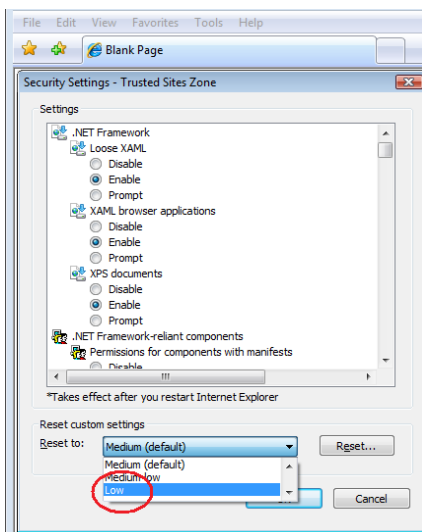 File Edit View Favorites Tools Help
Blank Page
Security Settings - Trusted Sites Zone
Settings
.NET Framework
Loose XAML
Disable
Enable
Prompt
XAML browser applications
Disable
Enable
Prompt
XPS documents
Disable
Enable
Prompt
.NET Framework-reliant components
Permissions for components with manifests
Disable
*Takes effect after you restart Internet Explorer
Reset custom settings
Reset to: Medium (default) Reset...
Medium (default)
Medium low
Low
Cancel